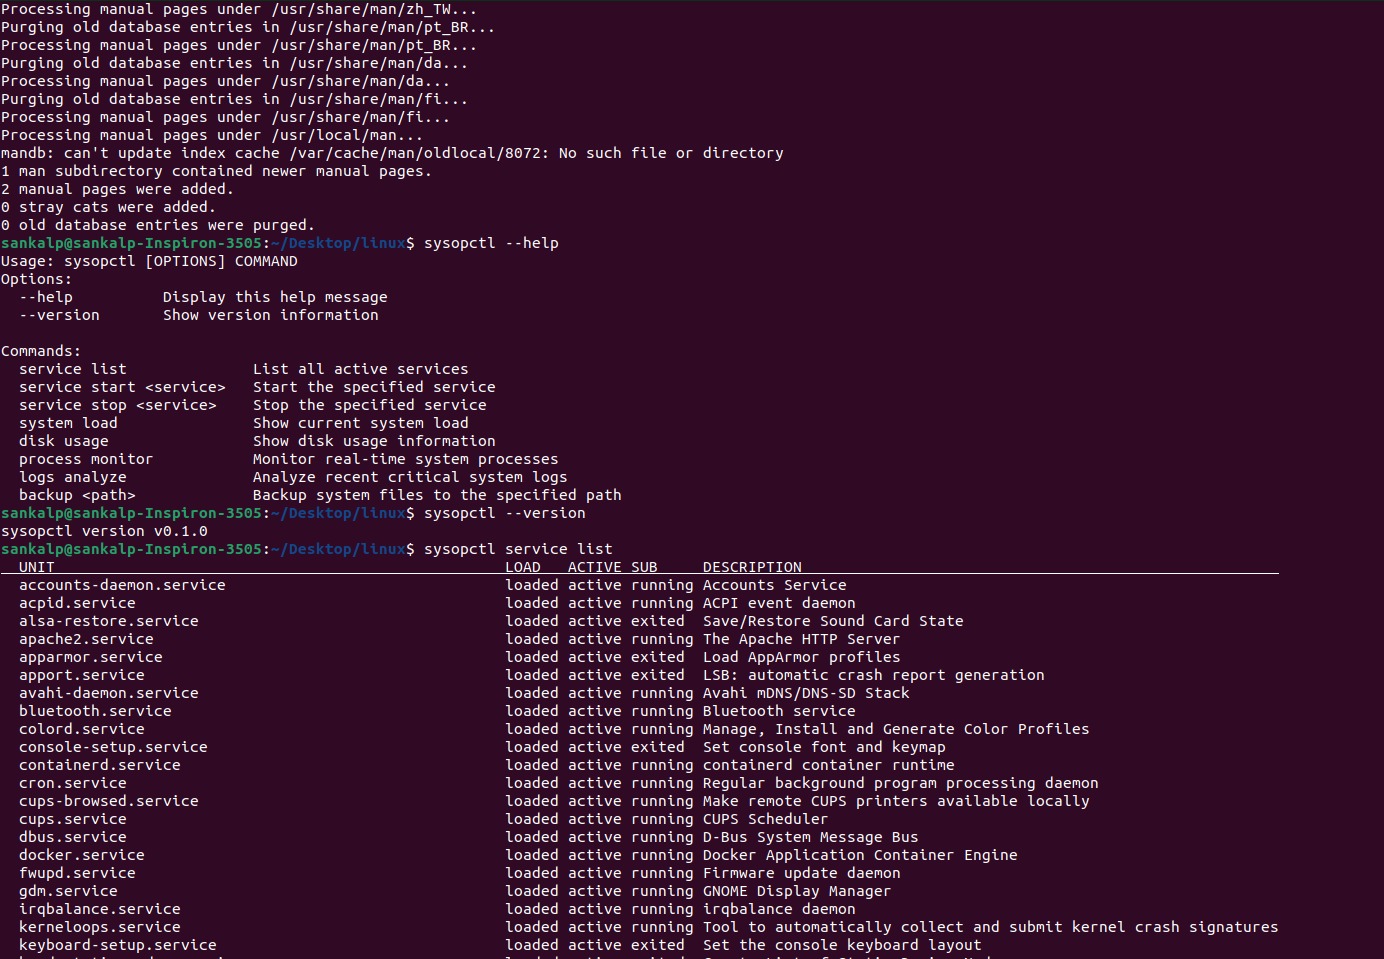 Processing manual pages under /usr/share/man/zh_TW...
Purging old database entries in /usr/share/man/pt_BR...
Processing manual pages under /usr/share/man/pt_BR...
Purging old database entries in /usr/share/man/da...
Processing manual pages under /usr/share/man/da...
Purging old database entries in /usr/share/man/fi...
Processing manual pages under /usr/share/man/fi...
Processing manual pages under /usr/local/man...
mandb: can't update index cache /var/cache/man/oldlocal/8072: No such file or directory
1 man subdirectory contained newer manual pages.
2 manual pages were added.
0 stray cats were added.
0 old database entries were purged.
sankalp@sankalp-Inspiron-3505:~/Desktop/linux$ sysopctl --help
Usage: sysopctl [OPTIONS] COMMAND
Options:
  --help          Display this help message
  --version       Show version information

Commands:
  service list              List all active services
  service start <service>   Start the specified service
  service stop <service>    Stop the specified service
  system load               Show current system load
  disk usage                Show disk usage information
  process monitor           Monitor real-time system processes
  logs analyze              Analyze recent critical system logs
  backup <path>             Backup system files to the specified path
sankalp@sankalp-Inspiron-3505:~/Desktop/linux$ sysopctl --version
sysopctl version v0.1.0
sankalp@sankalp-Inspiron-3505:~/Desktop/linux$ sysopctl service list
  UNIT                                                  LOAD   ACTIVE SUB     DESCRIPTION
  accounts-daemon.service                               loaded active running Accounts Service
  acpid.service                                         loaded active running ACPI event daemon
  alsa-restore.service                                  loaded active exited  Save/Restore Sound Card State
  apache2.service                                       loaded active running The Apache HTTP Server
  apparmor.service                                      loaded active exited  Load AppArmor profiles
  apport.service                                        loaded active exited  LSB: automatic crash report generation
  avahi-daemon.service                                  loaded active running Avahi mDNS/DNS-SD Stack
  bluetooth.service                                     loaded active running Bluetooth service
  colord.service                                        loaded active running Manage, Install and Generate Color Profiles
  console-setup.service                                 loaded active exited  Set console font and keymap
  containerd.service                                    loaded active running containerd container runtime
  cron.service                                          loaded active running Regular background program processing daemon
  cups-browsed.service                                  loaded active running Make remote CUPS printers available locally
  cups.service                                          loaded active running CUPS Scheduler
  dbus.service                                          loaded active running D-Bus System Message Bus
  docker.service                                        loaded active running Docker Application Container Engine
  fwupd.service                                         loaded active running Firmware update daemon
  gdm.service                                           loaded active running GNOME Display Manager
  irqbalance.service                                    loaded active running irqbalance daemon
  kerneloops.service                                    loaded active running Tool to automatically collect and submit kernel crash signatures
  keyboard-setup.service                                loaded active exited  Set the console keyboard layout